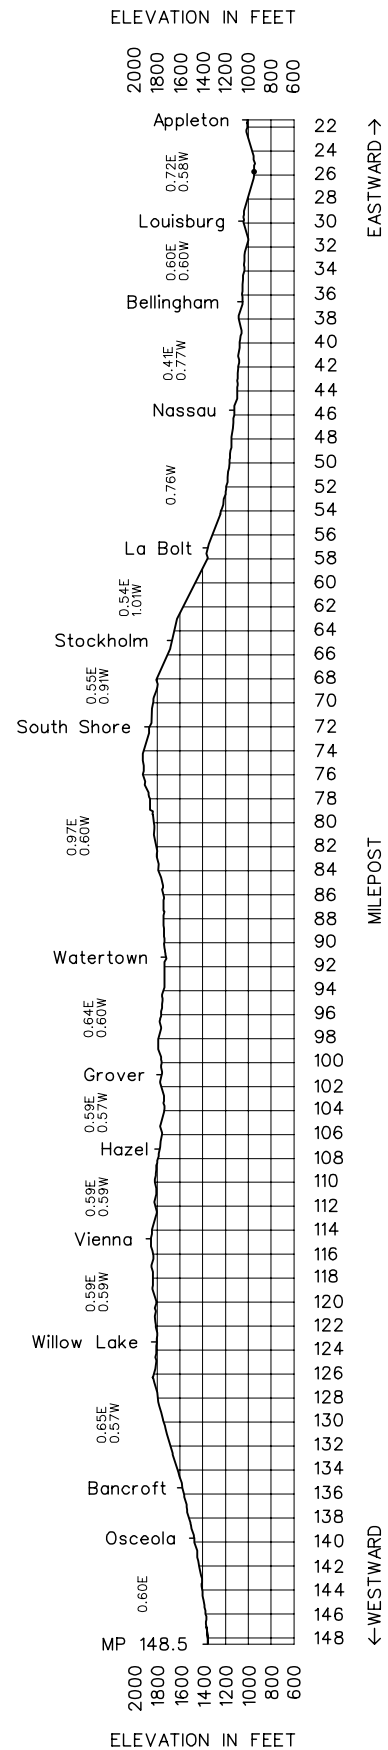 ELEVATION IN FEET
2000 1800 1600 1400 1200 1000 800 600
Appleton
22
EASTWARD→
24
0.72E
0.58W
26
28
Louisburg
30
32
0.60E
0.60W
34
36
Bellingham
38
40
0.41E
0.77W
42
44
Nassau
46
48
50
0.76W
52
54
56
La Bolt
58
60
0.54E
1.01W
62
64
Stockholm
66
68
0.55E
0.91W
70
South Shore
72
74
76
78
80
0.97E
0.60W
82
84
MILEPOST
86
88
90
Watertown
92
94
0.64E
0.60W
96
98
100
Grover
102
0.59E
0.57W
104
106
Hazel
108
110
0.59E
0.59W
112
114
Vienna
116
118
0.59E
0.59W
120
122
Willow Lake
124
126
128
0.65E
0.57W
130
132
134
Bancroft
136
138
Osceola
140
142
0.60E
144
←WESTWARD
146
MP 148.5
148
2000 1800 1600 1400 1200 1000 800 600
ELEVATION IN FEET